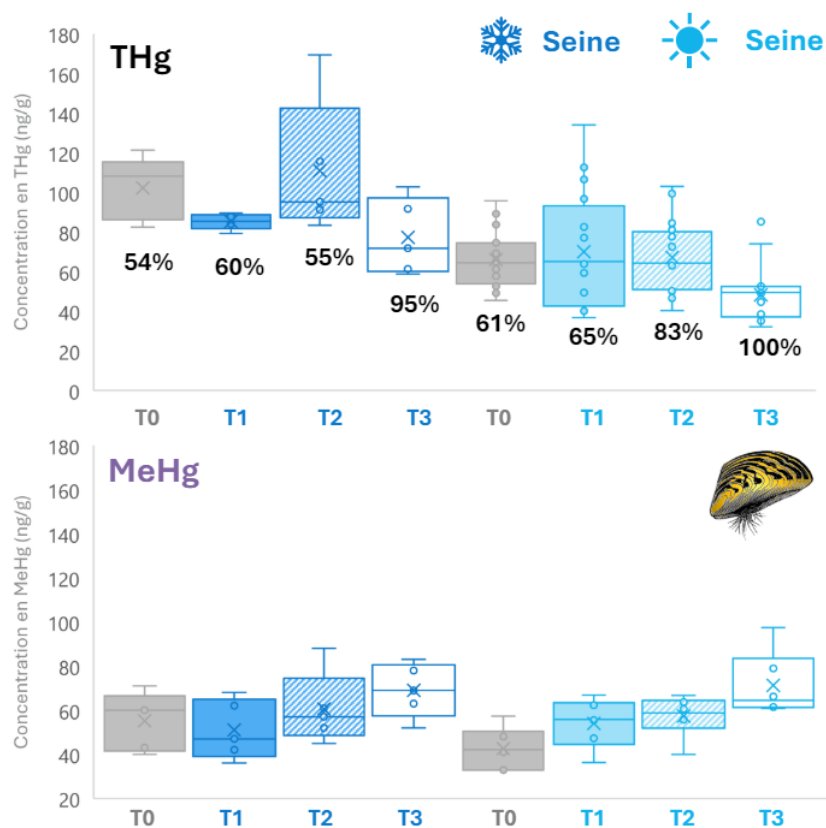 THg
Seine
Seine
Concentration en THg (ng/g)
180
160
140
120
100
80
60
40
20
0
54%
60%
55%
95%
61%
65%
83%
100%
T0
T1
T2
T3
T0
T1
T2
T3
MeHg
Concentration en MeHg (ng/g)
180
160
140
120
100
80
60
40
20
T0
T1
T2
T3
T0
T1
T2
T3